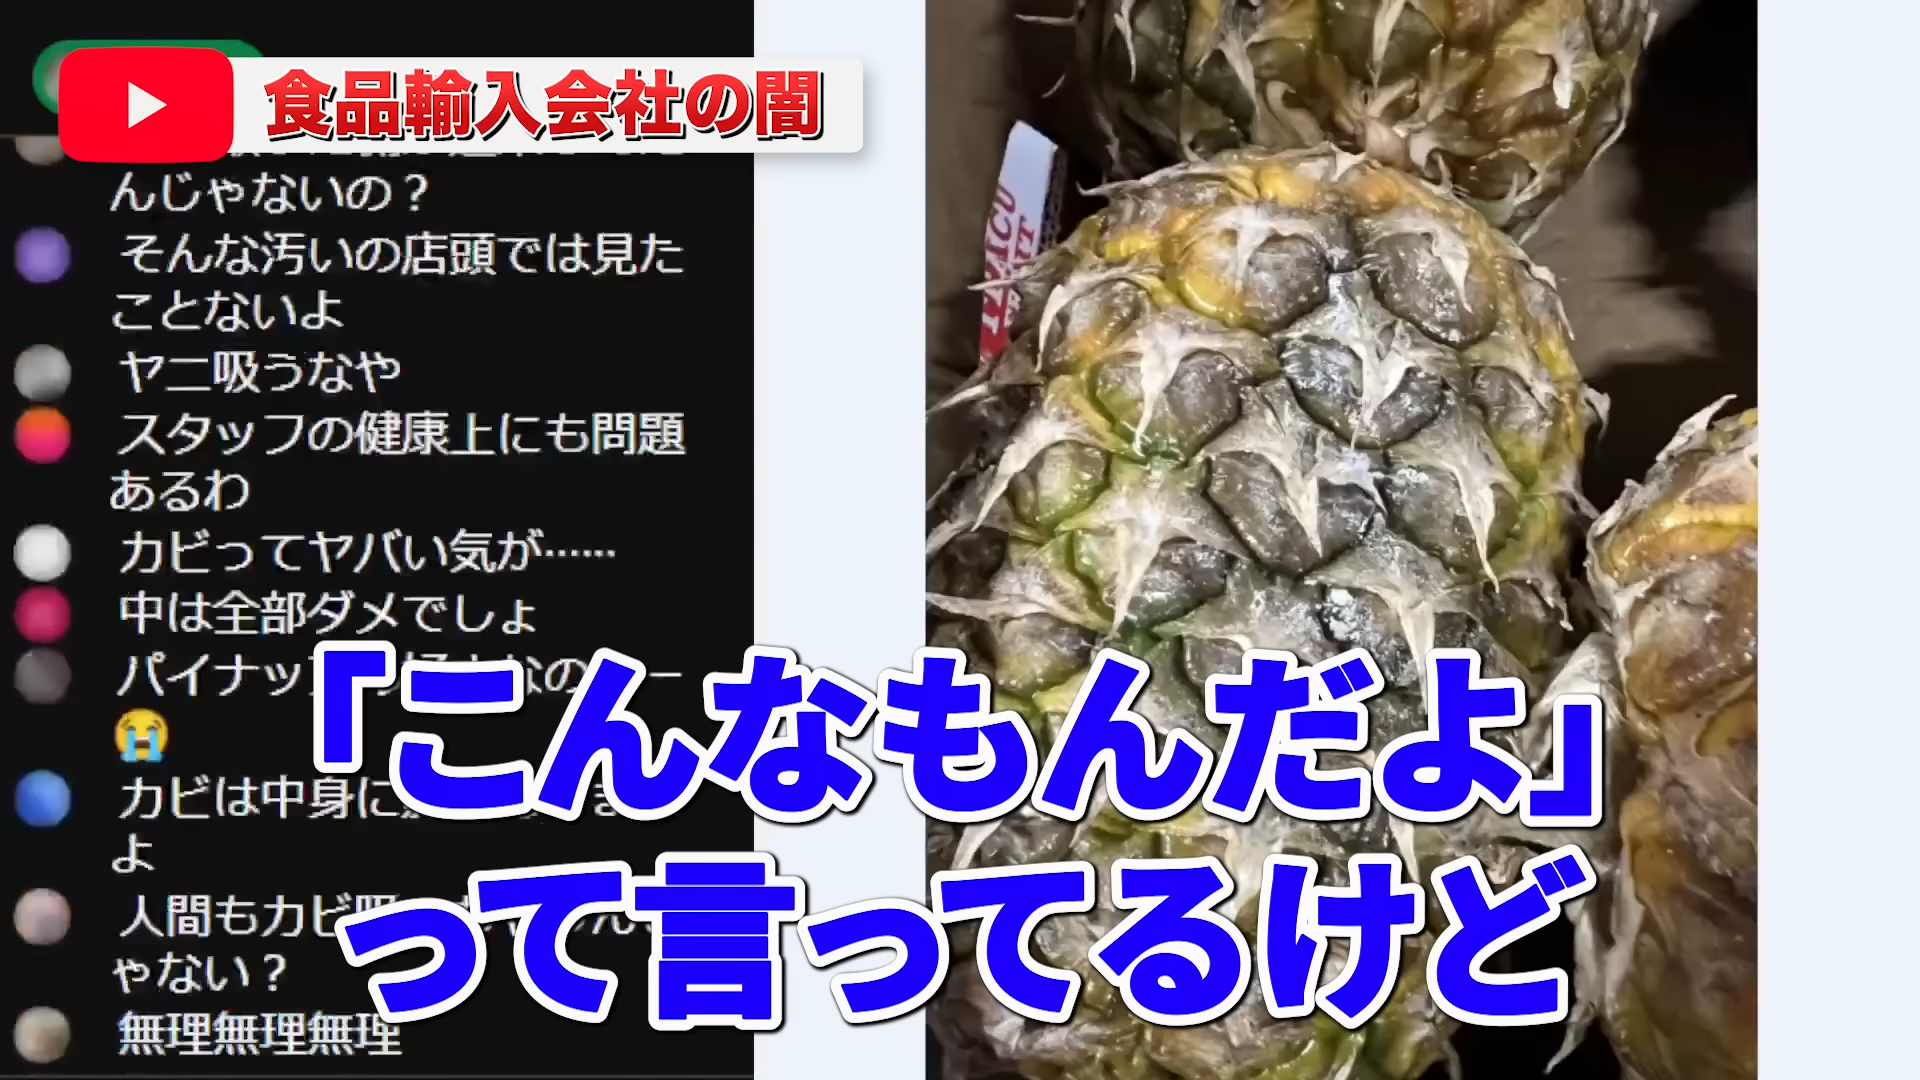 食品輸入会社の闇
んじゃないの？
そんな汚いの店頭では見た
ことないよ
ヤニ吸うなや
スタッフの健康上にも問題
あるわ
カビってヤバい気が……
中は全部ダメでしょ
パイナッ
カビは中身に
よ
人間もカビ
ゃない？
無理無理無理
「こんなもんだよ」
って言ってるけど